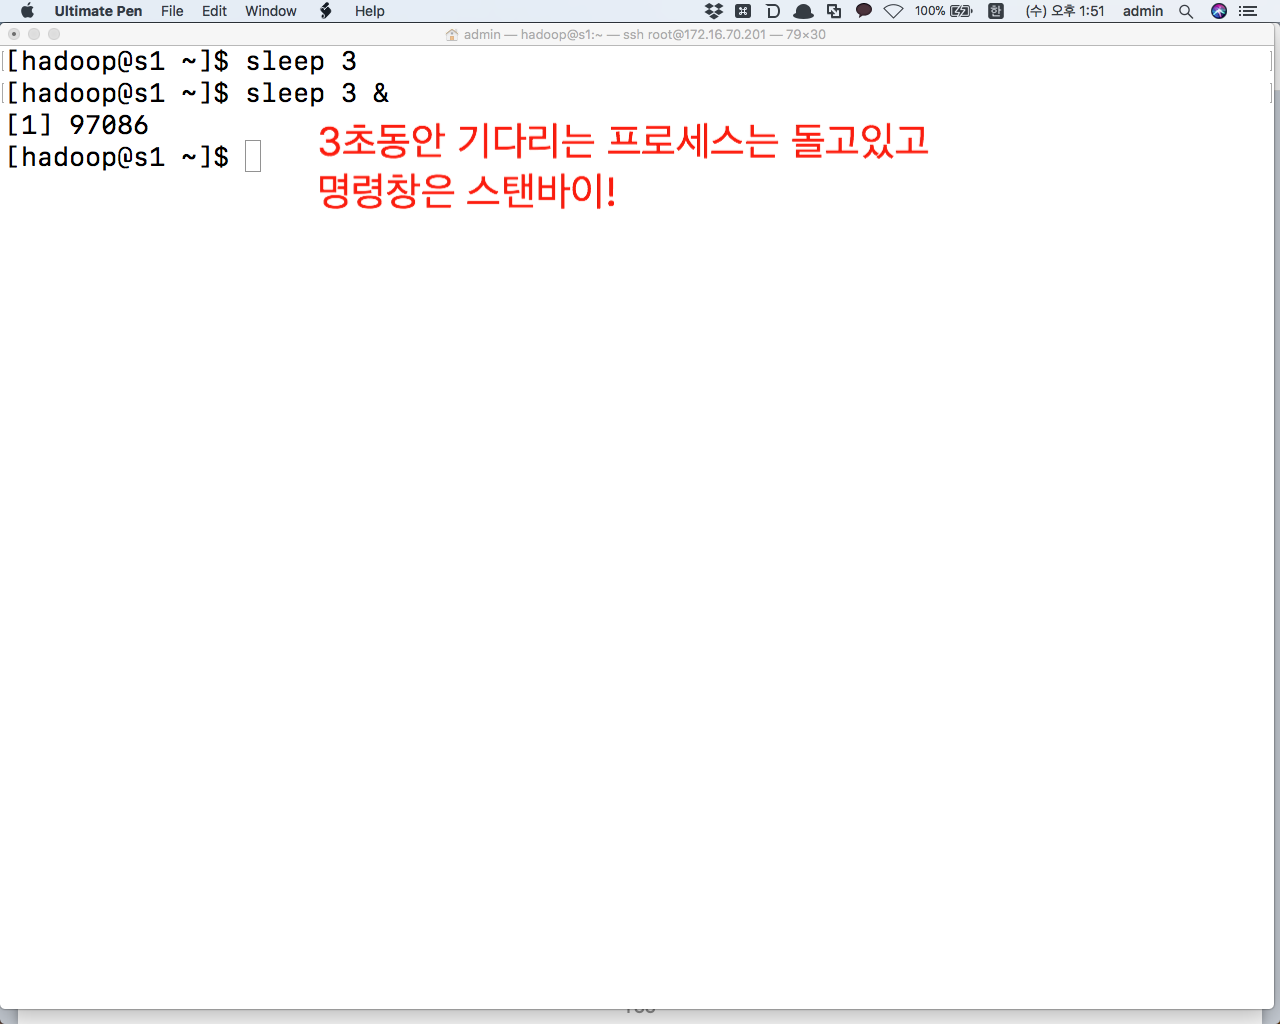 Ultimate Pen File Edit Window Help 100% 한 (수) 오후 1:51 admin
admin — hadoop@s1:~ — ssh root@172.16.70.201 — 79×30
[hadoop@s1 ~]$ sleep 3
[hadoop@s1 ~]$ sleep 3 &
[1] 97086
[hadoop@s1 ~]$
3초동안 기다리는 프로세스는 돌고있고
명령창은 스탠바이!